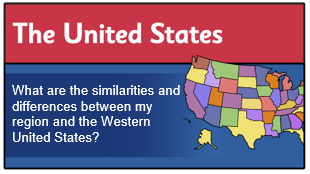 The United States
What are the similarities and
differences between my
region and the Western
United States?